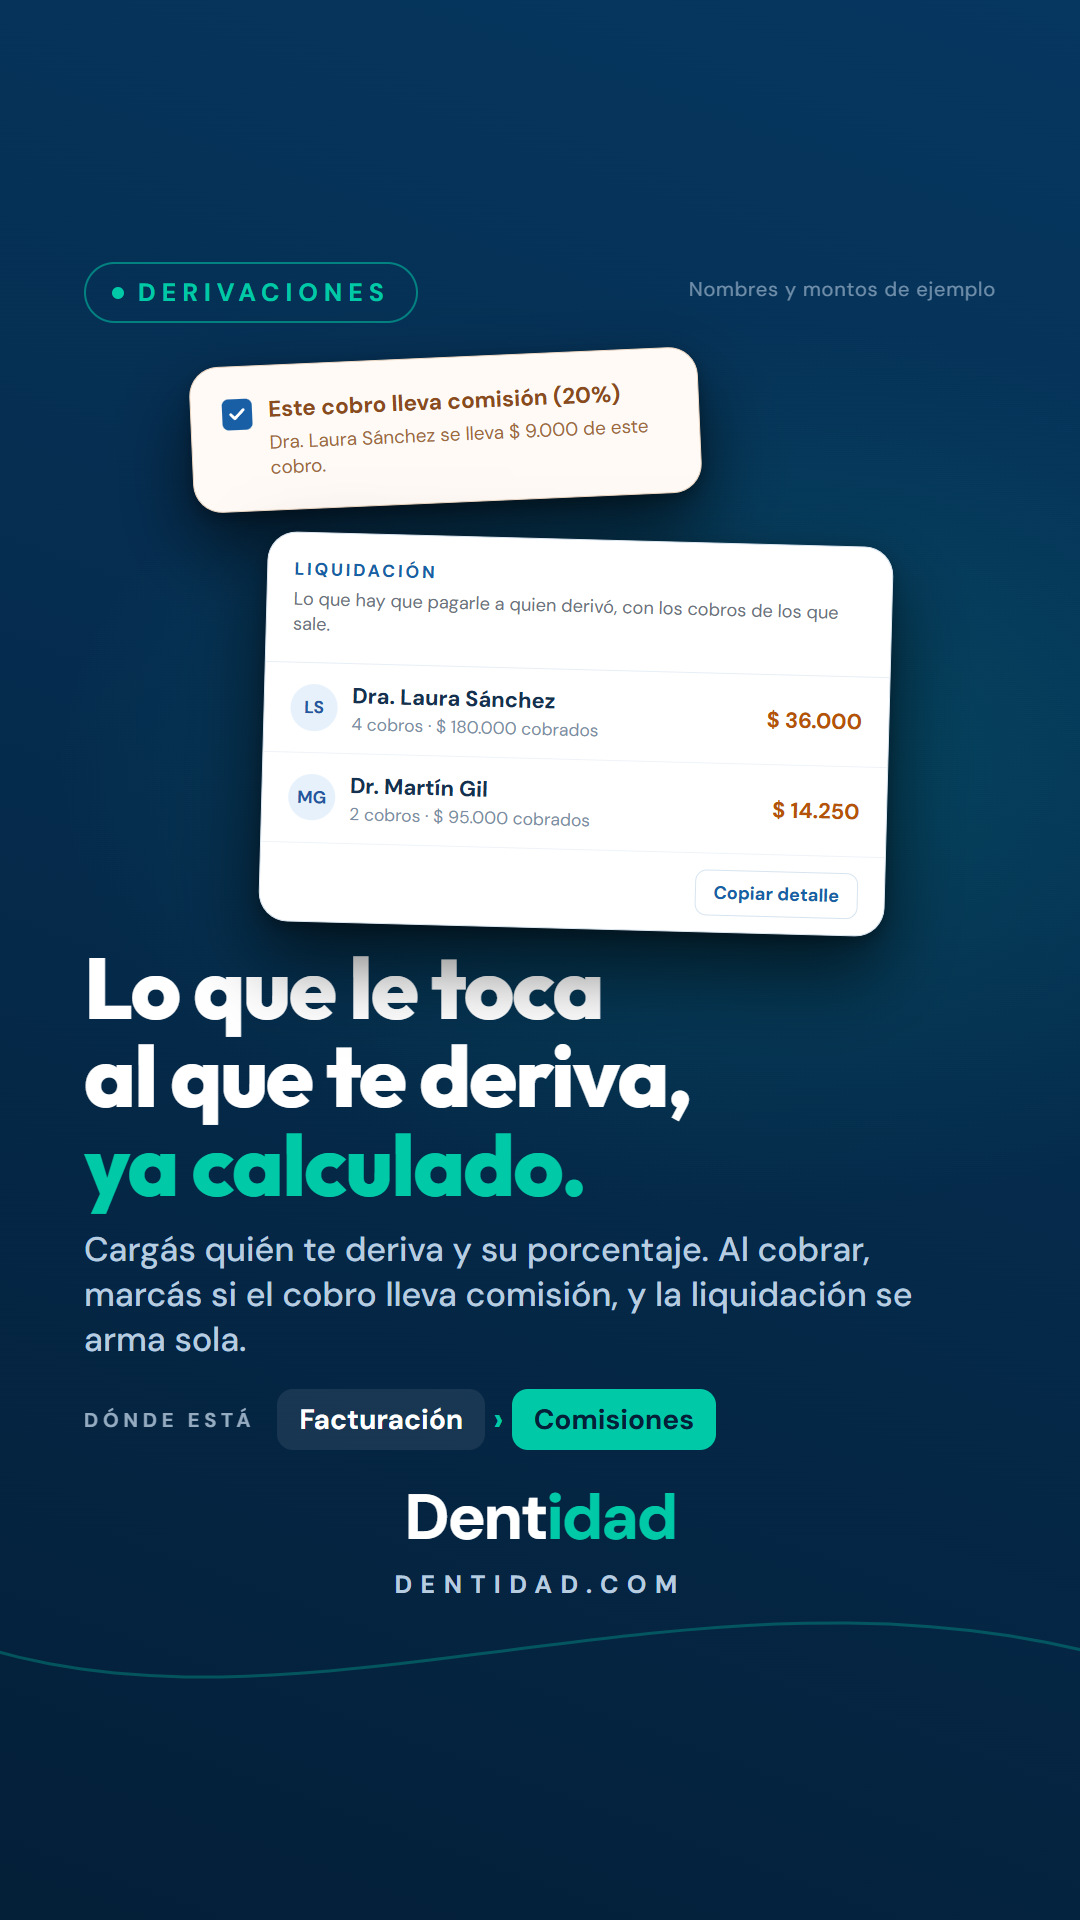 DERIVACIONES
Nombres y montos de ejemplo
Este cobro lleva comisión (20%)
Dra. Laura Sánchez se lleva $ 9.000 de este
cobro.
LIQUIDACIÓN
Lo que hay que pagarle a quien derivó, con los cobros de los que
sale.
LS
Dra. Laura Sánchez
4 cobros · $ 180.000 cobrados
$ 36.000
MG
Dr. Martín Gil
2 cobros · $ 95.000 cobrados
$ 14.250
Copiar detalle
Lo que le toca
al que te deriva,
ya calculado.
Cargás quién te deriva y su porcentaje. Al cobrar,
marcás si el cobro lleva comisión, y la liquidación se
arma sola.
DÓNDE ESTÁ Facturación › Comisiones
Dentidad
DENTIDAD.COM